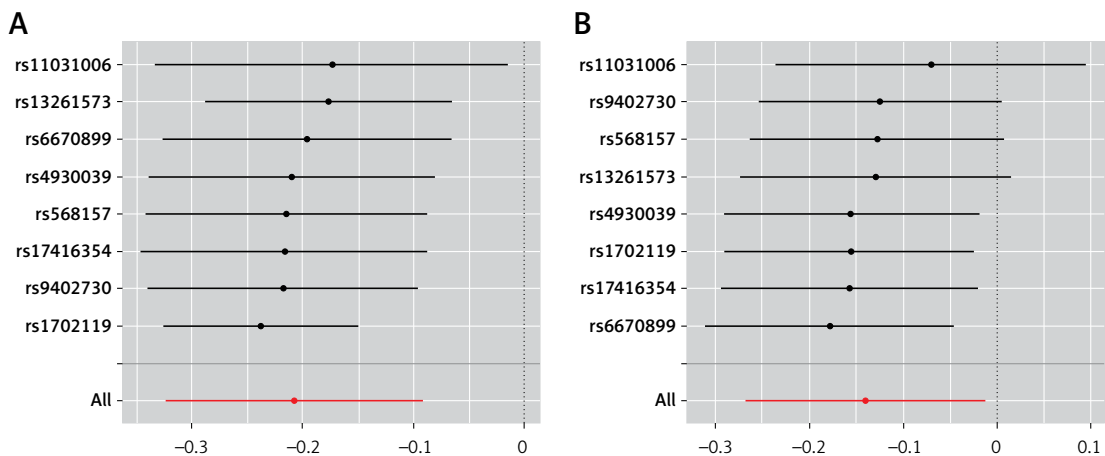 A
rs11031006
rs13261573
rs6670899
rs4930039
rs568157
rs17416354
rs9402730
rs1702119
All
−0.3 −0.2 −0.1 0
B
rs11031006
rs9402730
rs568157
rs13261573
rs4930039
rs1702119
rs17416354
rs6670899
All
−0.3 −0.2 −0.1 0 0.1